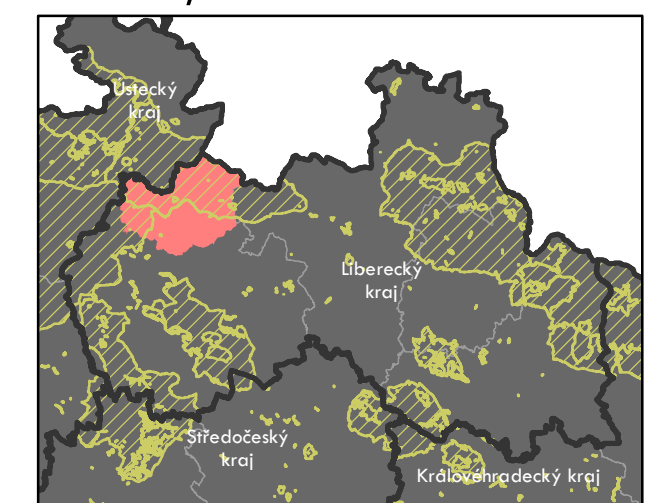 Ústecký
kraj
Liberecký
kraj
Středočeský
kraj
Královéhradecký kraj